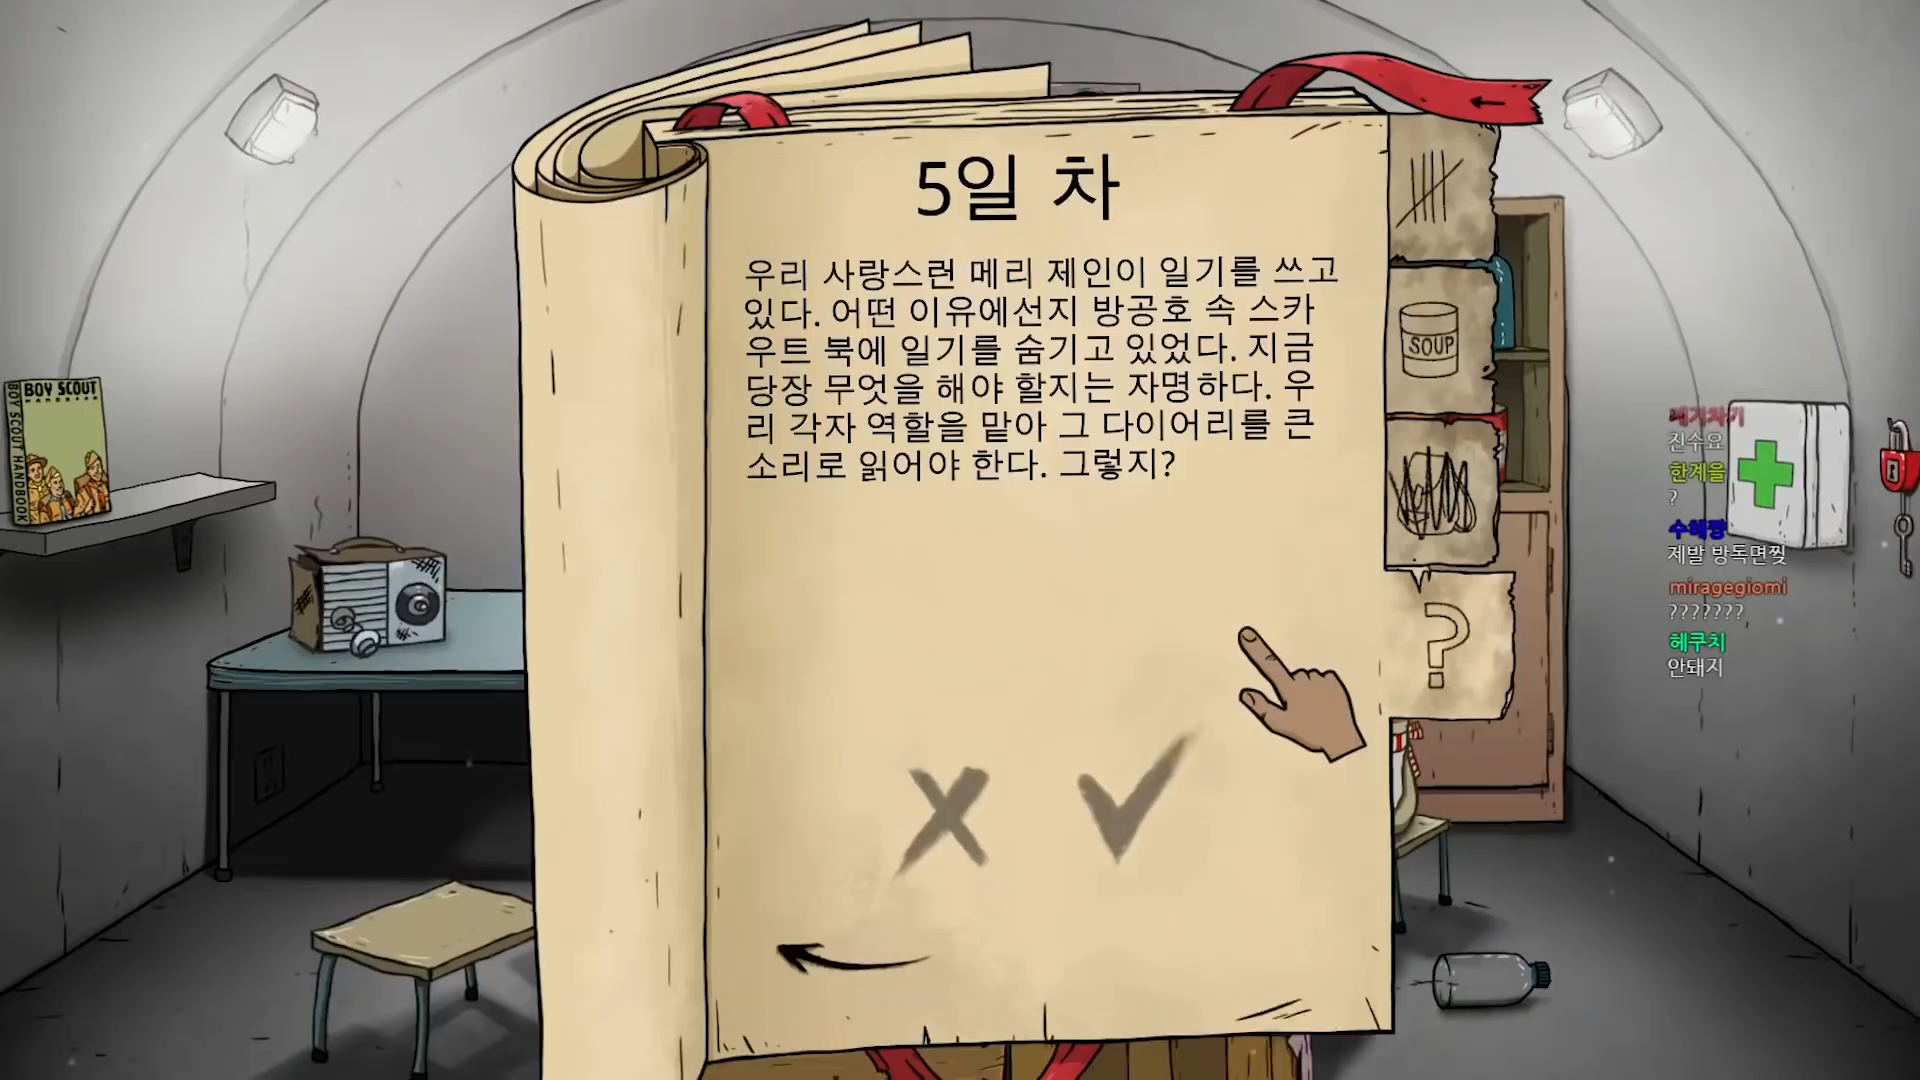 5일 차
우리 사랑스런 메리 제인이 일기를 쓰고
있다. 어떤 이유에선지 방공호 속 스카
우트 북에 일기를 숨기고 있었다. 지금
당장 무엇을 해야 할지는 자명하다. 우
리 각자 역할을 맡아 그 다이어리를 큰
소리로 읽어야 한다. 그렇지?
SOUP
?
BOY SCOUT
HANDBOOK
BOY SCOUT HANDBOOK
제기차기
진수요
한계을
?
수혜짱
제발 방독면찢
miragegiomi
???????
헤쿠치
안돼지